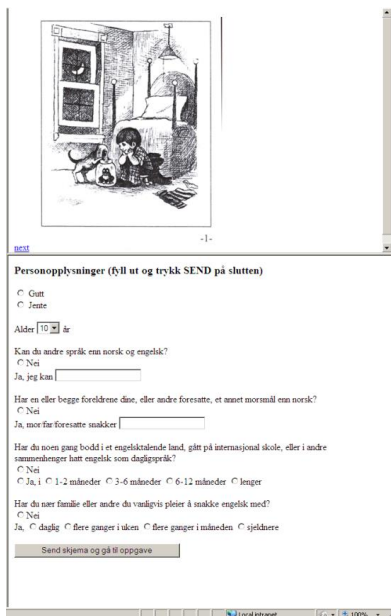 -1-
next
Personopplysninger (fyll ut og trykk SEND på slutten)
Gutt
Jente
Alder 10 år
Kan du andre språk enn norsk og engelsk?
Nei
Ja, jeg kan
Har en eller begge foreldrene dine, eller andre foresatte, et annet morsmål enn norsk?
Nei
Ja, mor/far/foresatte snakker
Har du noen gang bodd i et engelsktalende land, gått på internasjonal skole, eller i andre
sammenhenger hatt engelsk som dagligspråk?
Nei
Ja, i 1-2 måneder 3-6 måneder 6-12 måneder lenger
Har du nær familie eller andre du vanligvis pleier å snakke engelsk med?
Nei
Ja, daglig flere ganger i uken flere ganger i måneden sjeldnere
Send skjema og gå til oppgave
Local intranet 100%